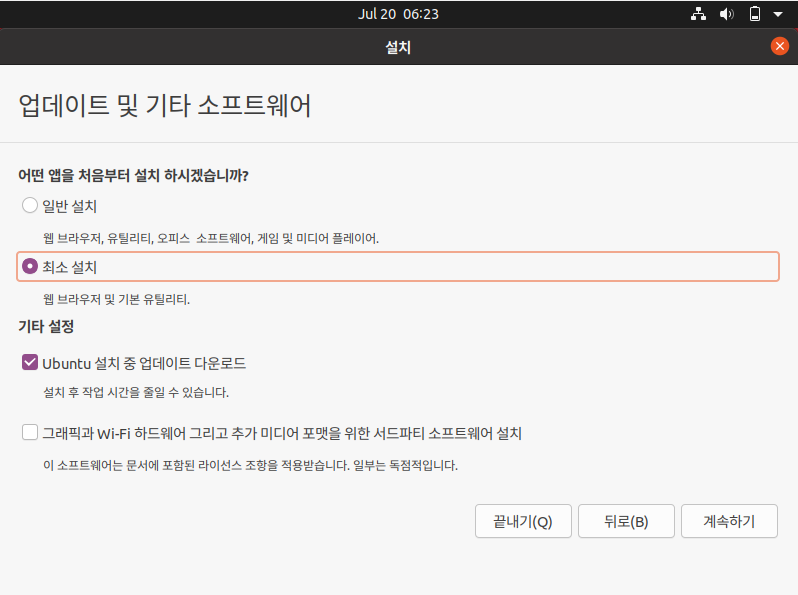 Jul 20 06:23
설치
업데이트 및 기타 소프트웨어
어떤 앱을 처음부터 설치 하시겠습니까?
일반 설치
웹 브라우저, 유틸리티, 오피스 소프트웨어, 게임 및 미디어 플레이어.
최소 설치
웹 브라우저 및 기본 유틸리티.
기타 설정
Ubuntu 설치 중 업데이트 다운로드
설치 후 작업 시간을 줄일 수 있습니다.
그래픽과 Wi-Fi 하드웨어 그리고 추가 미디어 포맷을 위한 서드파티 소프트웨어 설치
이 소프트웨어는 문서에 포함된 라이선스 조항을 적용받습니다. 일부는 독점적입니다.
끝내기(Q) 뒤로(B) 계속하기